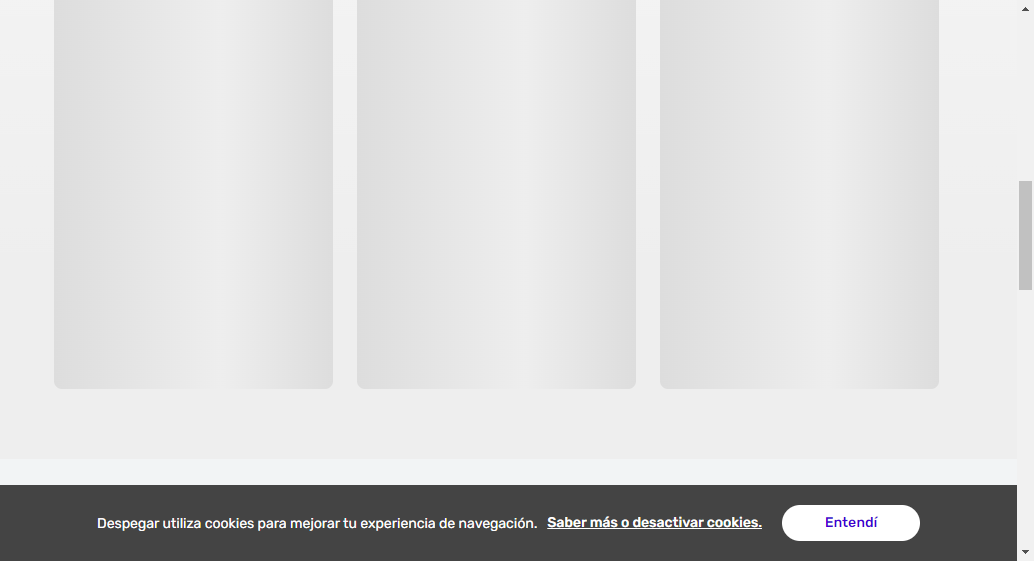 Despegar utiliza cookies para mejorar tu experiencia de navegación. Saber más o desactivar cookies. Entendí